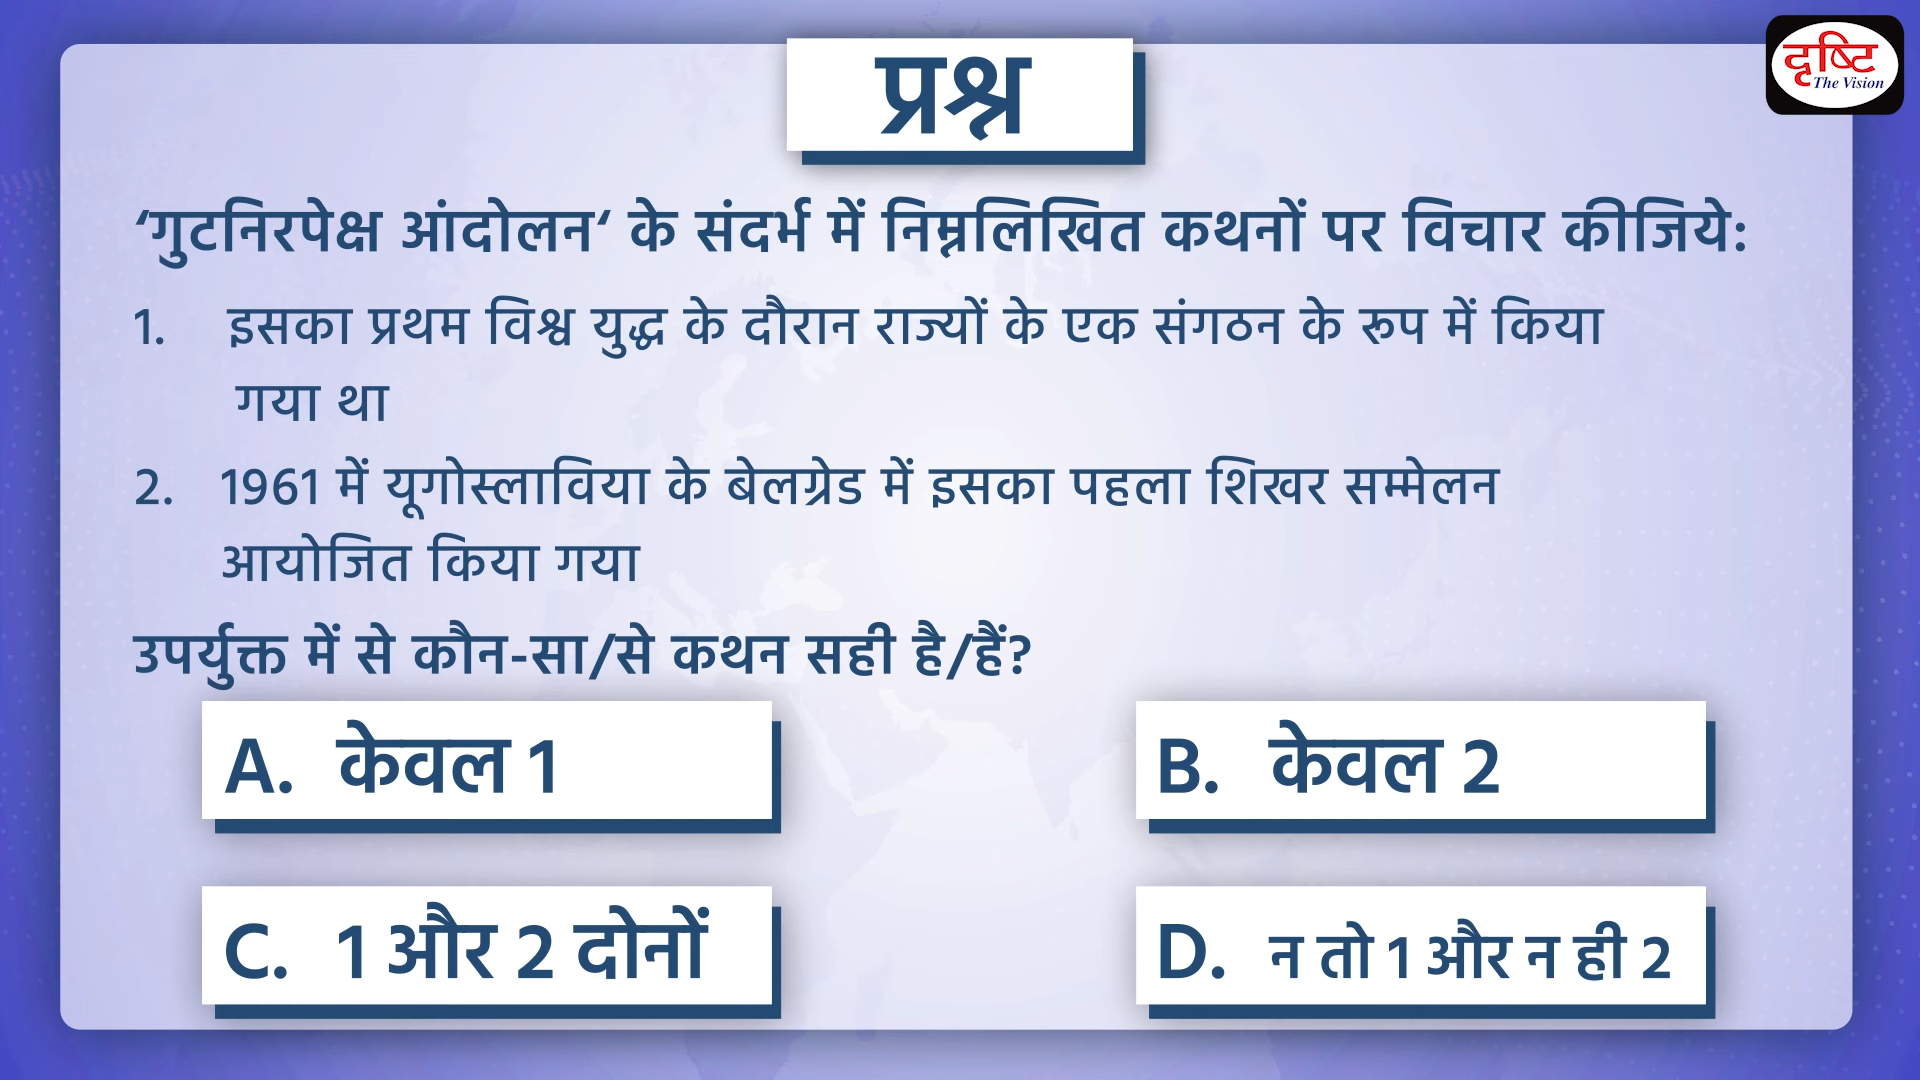 दृष्टि
The Vision
प्रश्न
‘गुटनिरपेक्ष आंदोलन‘ के संदर्भ में निम्नलिखित कथनों पर विचार कीजिये:
1. इसका प्रथम विश्व युद्ध के दौरान राज्यों के एक संगठन के रूप में किया
गया था
2. 1961 में यूगोस्लाविया के बेलग्रेड में इसका पहला शिखर सम्मेलन
आयोजित किया गया
उपर्युक्त में से कौन-सा/से कथन सही है/हैं?
A. केवल 1
B. केवल 2
C. 1 और 2 दोनों
D. न तो 1 और न ही 2